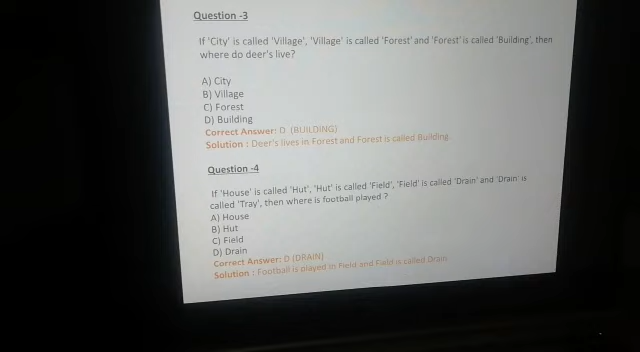 Question -3
If 'City' is called 'Village', 'Village' is called 'Forest' and 'Forest' is called 'Building', then
where do deer's live?
A) City
B) Village
C) Forest
D) Building
Correct Answer: D (BUILDING)
Solution : Deer's lives in Forest and Forest is called Building.
Question -4
If 'House' is called 'Hut', 'Hut' is called 'Field', 'Field' is called 'Drain' and 'Drain' is
called 'Tray', then where is football played ?
A) House
B) Hut
C) Field
D) Drain
Correct Answer: D (DRAIN)
Solution : Football is played in Field and Field is called Drain.